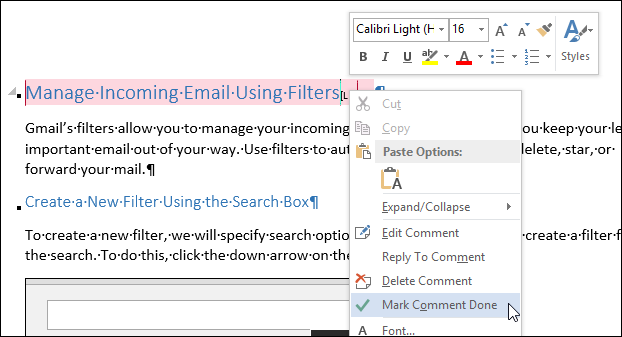 Calibri Light (H 16 A A
B I U ab A Styles
Manage·Incoming·Email·Using·Filters[L ¶
Cut
Copy
Gmail's·filters·allow·you·to·manage·your·incoming you·keep·your·le
Paste Options:
important·email·out·of·your·way.·Use·filters·to·aut delete,·star,·or·
forward·your·mail.¶
A
Expand/Collapse
Create·a·New·Filter·Using·the·Search·Box¶
Edit Comment
To·create·a·new·filter,·we·will·specify·search·optio create·a·filter·f
Reply To Comment
the·search.·To·do·this,·click·the·down·arrow·on·the
Delete Comment
Mark Comment Done
A Font...